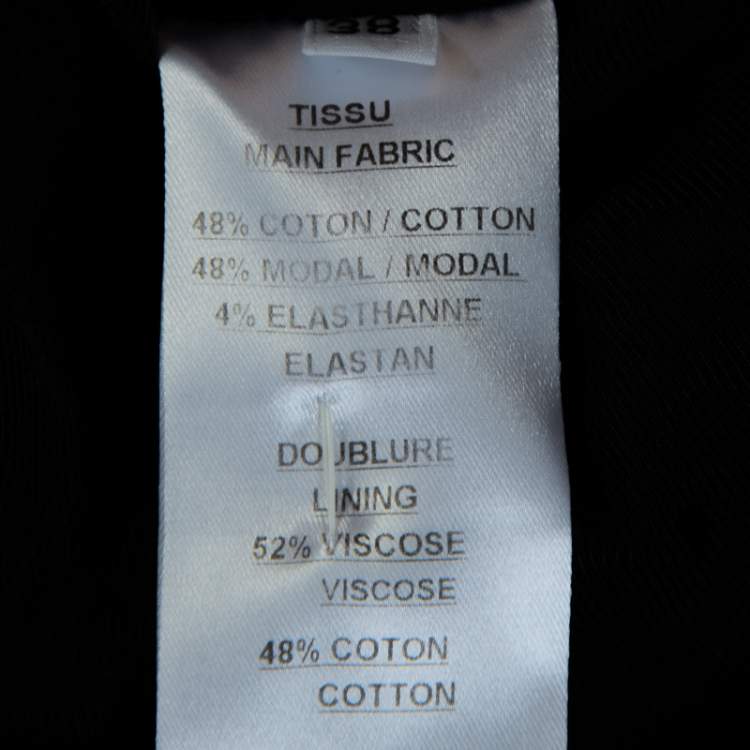 38
TISSU
MAIN FABRIC
48% COTON / COTTON
48% MODAL / MODAL
4% ELASTHANNE
ELASTAN
DOUBLURE
LINING
52% VISCOSE
VISCOSE
48% COTON
COTTON